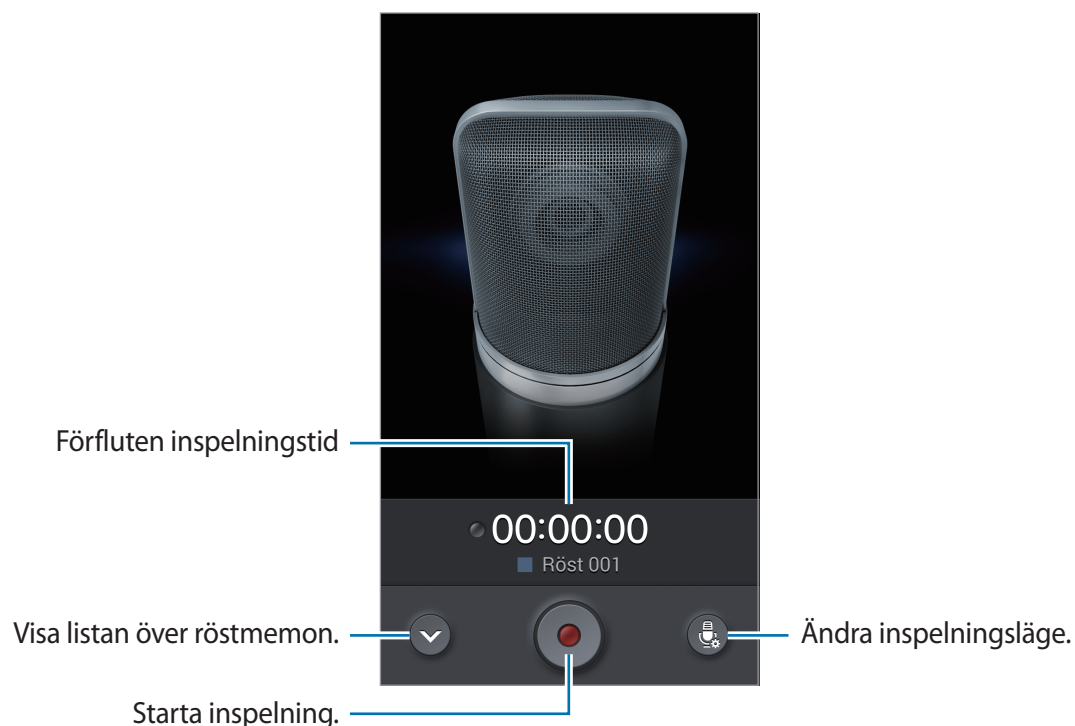 Förfluten inspelningstid
00:00:00
Röst 001
Visa listan över röstmemon.
Ändra inspelningsläge.
Starta inspelning.